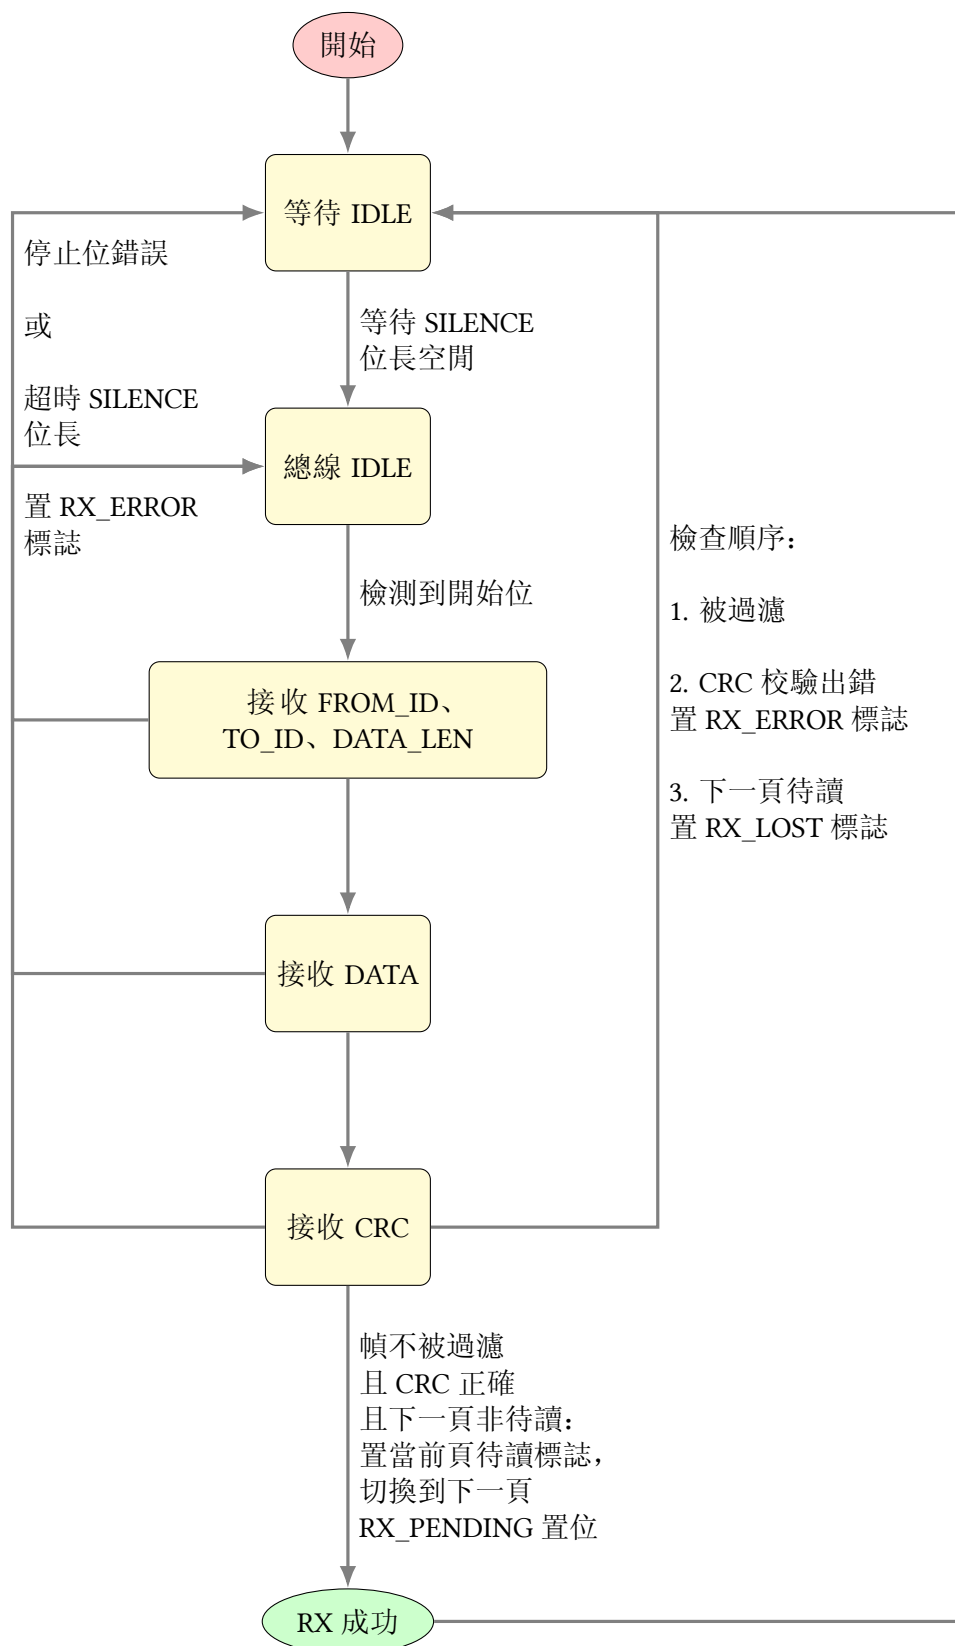 開始
等待 IDLE
停止位錯誤
或
超時 SILENCE
位長
等待 SILENCE
位長空閒
總線 IDLE
置 RX_ERROR
標誌
檢測到開始位
檢查順序：
1. 被過濾
2. CRC 校驗出錯
置 RX_ERROR 標誌
3. 下一頁待讀
置 RX_LOST 標誌
接收 FROM_ID、
TO_ID、DATA_LEN
接收 DATA
接收 CRC
幀不被過濾
且 CRC 正確
且下一頁非待讀：
置當前頁待讀標誌，
切換到下一頁
RX_PENDING 置位
RX 成功